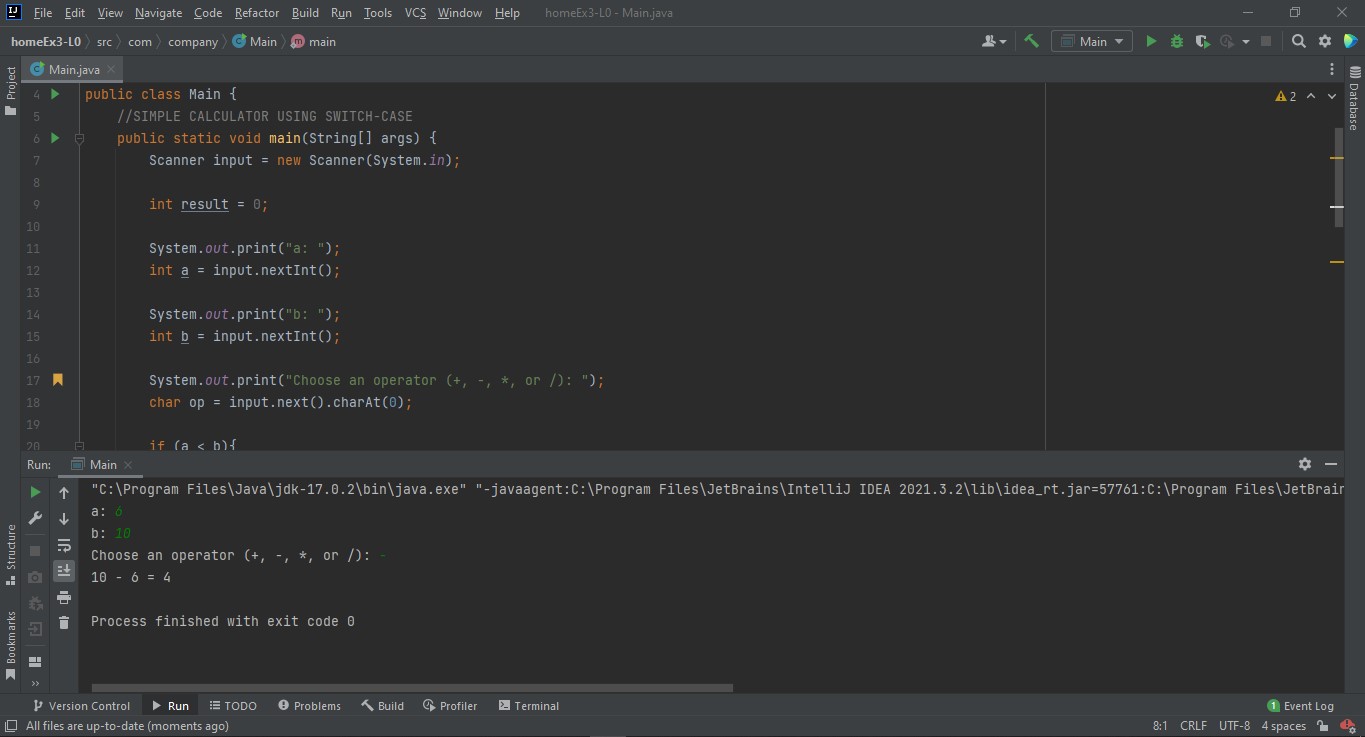 File Edit View Navigate Code Refactor Build Run Tools VCS Window Help homeEx3-L0 - Main.java
homeEx3-L0 src com company Main main Main
Project
Main.java
Database
2
4 public class Main {
5 //SIMPLE CALCULATOR USING SWITCH-CASE
6 public static void main(String[] args) {
7 Scanner input = new Scanner(System.in);
8
9 int result = 0;
10
11 System.out.print("a: ");
12 int a = input.nextInt();
13
14 System.out.print("b: ");
15 int b = input.nextInt();
16
17 System.out.print("Choose an operator (+, -, *, or /): ");
18 char op = input.next().charAt(0);
19
20 if (a < b){
Run: Main
"C:\Program Files\Java\jdk-17.0.2\bin\java.exe" "-javaagent:C:\Program Files\JetBrains\IntelliJ IDEA 2021.3.2\lib\idea_rt.jar=57761:C:\Program Files\JetBrain
a: 6
b: 10
Choose an operator (+, -, *, or /): -
10 - 6 = 4
Process finished with exit code 0
Structure
Bookmarks
Version Control Run TODO Problems Build Profiler Terminal 1 Event Log
All files are up-to-date (moments ago) 8:1 CRLF UTF-8 4 spaces